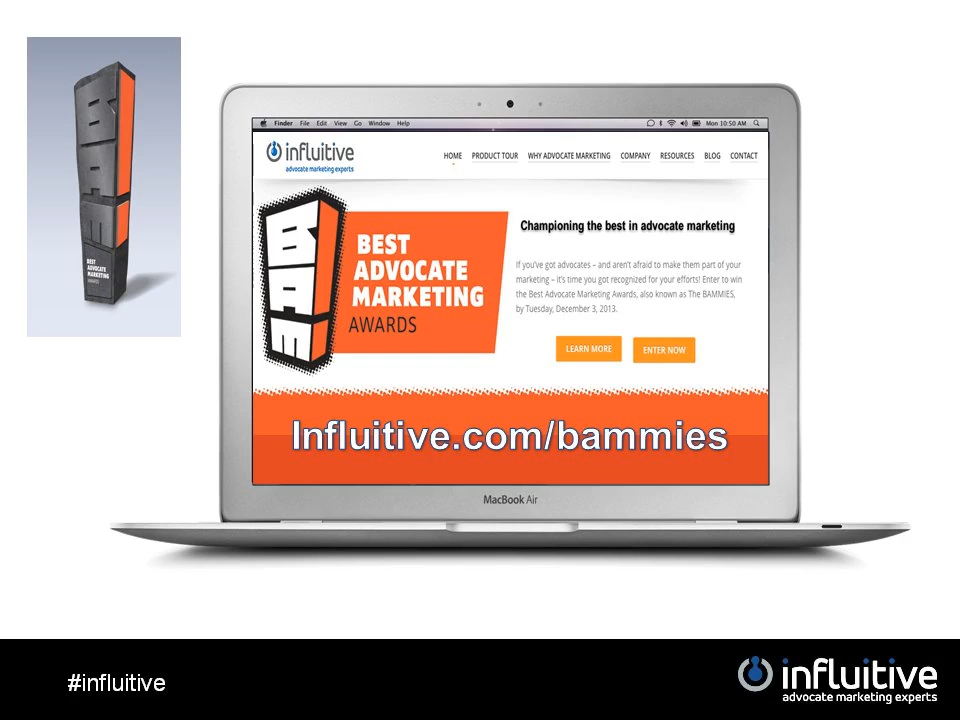 BAM
BEST
ADVOCATE
MARKETING
AWARDS
Finder File Edit View Go Window Help
Mon 10:50 AM
influitive
advocate marketing experts
HOME PRODUCT TOUR WHY ADVOCATE MARKETING COMPANY RESOURCES BLOG CONTACT
BAM
BEST
ADVOCATE
MARKETING
AWARDS
Championing the best in advocate marketing
If you've got advocates – and aren't afraid to make them part of your
marketing – it's time you got recognized for your efforts! Enter to win
the Best Advocate Marketing Awards, also known as The BAMMIES,
by Tuesday, December 3, 2013.
LEARN MORE ENTER NOW
Influitive.com/bammies
MacBook Air
#influitive
influitive
advocate marketing experts